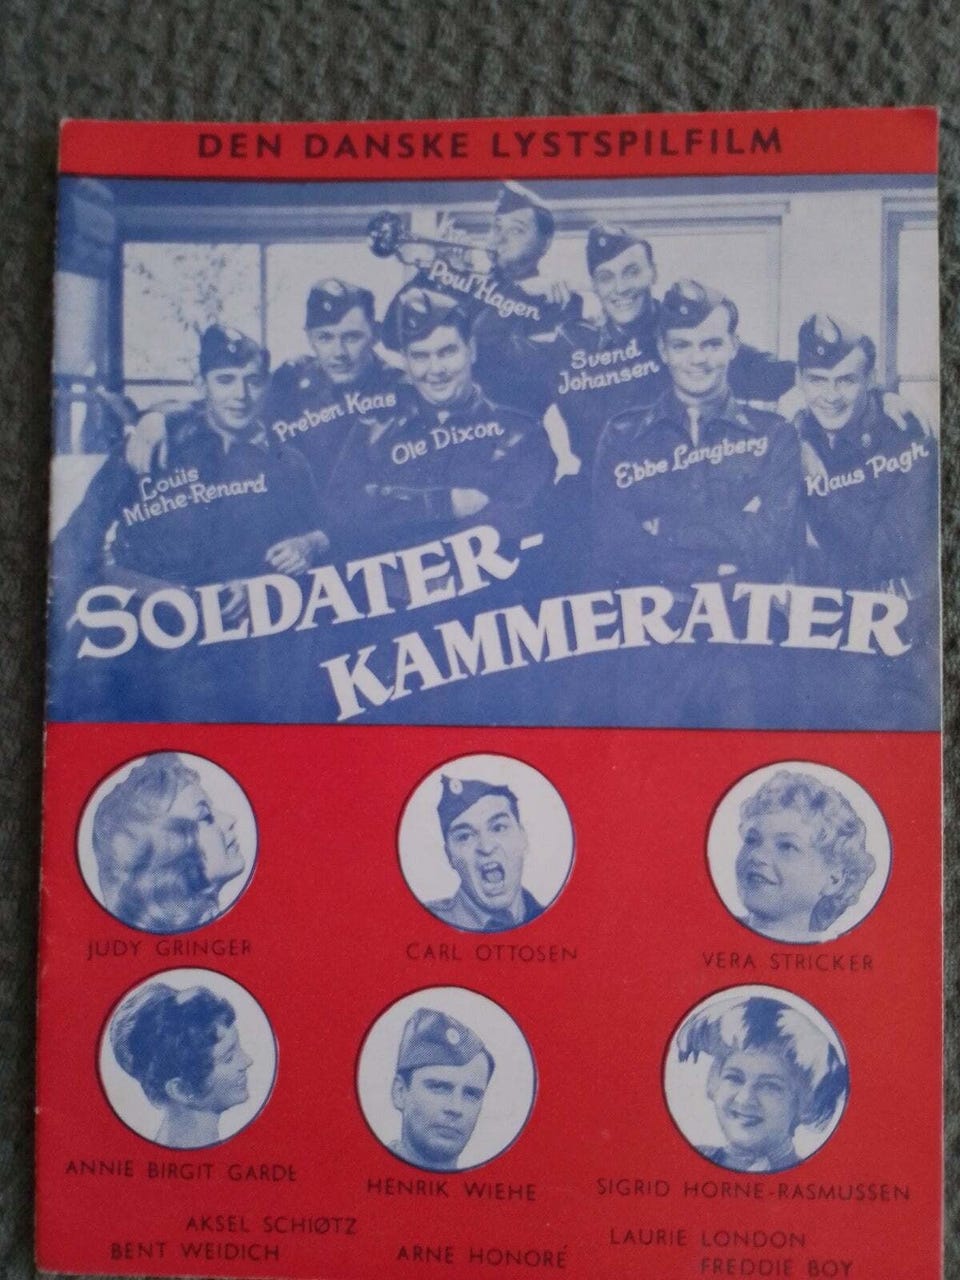 DEN DANSKE LYSTSPILFILM
Poul Hagen
Svend
Johansen
Preben Kaas
Ole Dixon
Ebbe Langberg
Klaus Pagh
Louis
Miehe-Renard
SOLDATER-
KAMMERATER
JUDY GRINGER
CARL OTTOSEN
VERA STRICKER
ANNIE BIRGIT GARDE
HENRIK WIEHE
SIGRID HORNE-RASMUSSEN
AKSEL SCHIØTZ
LAURIE LONDON
BENT WEIDICH
ARNE HONORÉ
FREDDIE BOY